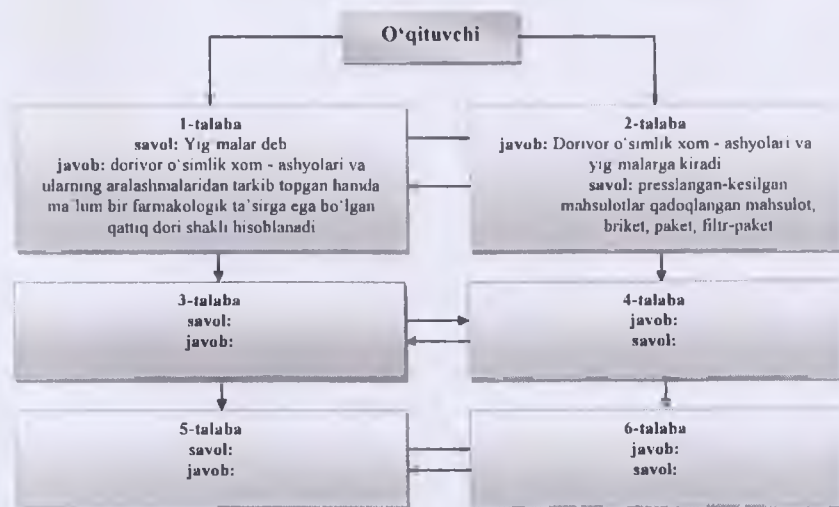 O‘qituvchi
1-talaba
savol: Yig malar deb
javob: dorivor o‘simlik xom - ashyolari va
ularning aralashmalaridan tarkib topgan hamda
ma’lum bir farmakologik ta’sirga ega bo‘lgan
qattiq dori shakli hisoblanadi
2-talaba
javob: Dorivor o‘simlik xom - ashyolari va
yig malarga kiradi
savol: presslangan-kesilgan
mahsulotlar qadoqlangan mahsulot,
briket, paket, filtr-paket
3-talaba
savol:
javob:
4-talaba
javob:
savol:
5-talaba
savol:
javob:
6-talaba
javob:
savol: